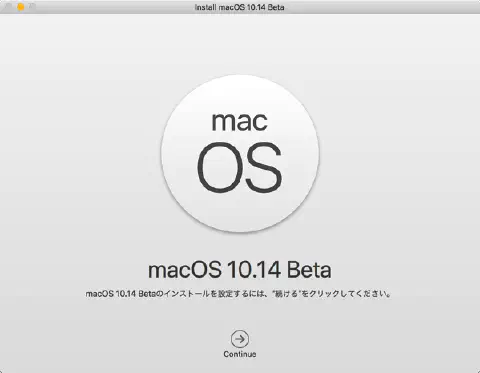 Install macOS 10.14 Beta
mac
OS
macOS 10.14 Beta
macOS 10.14 Betaのインストールを設定するには、"続ける"をクリックしてください。
Continue